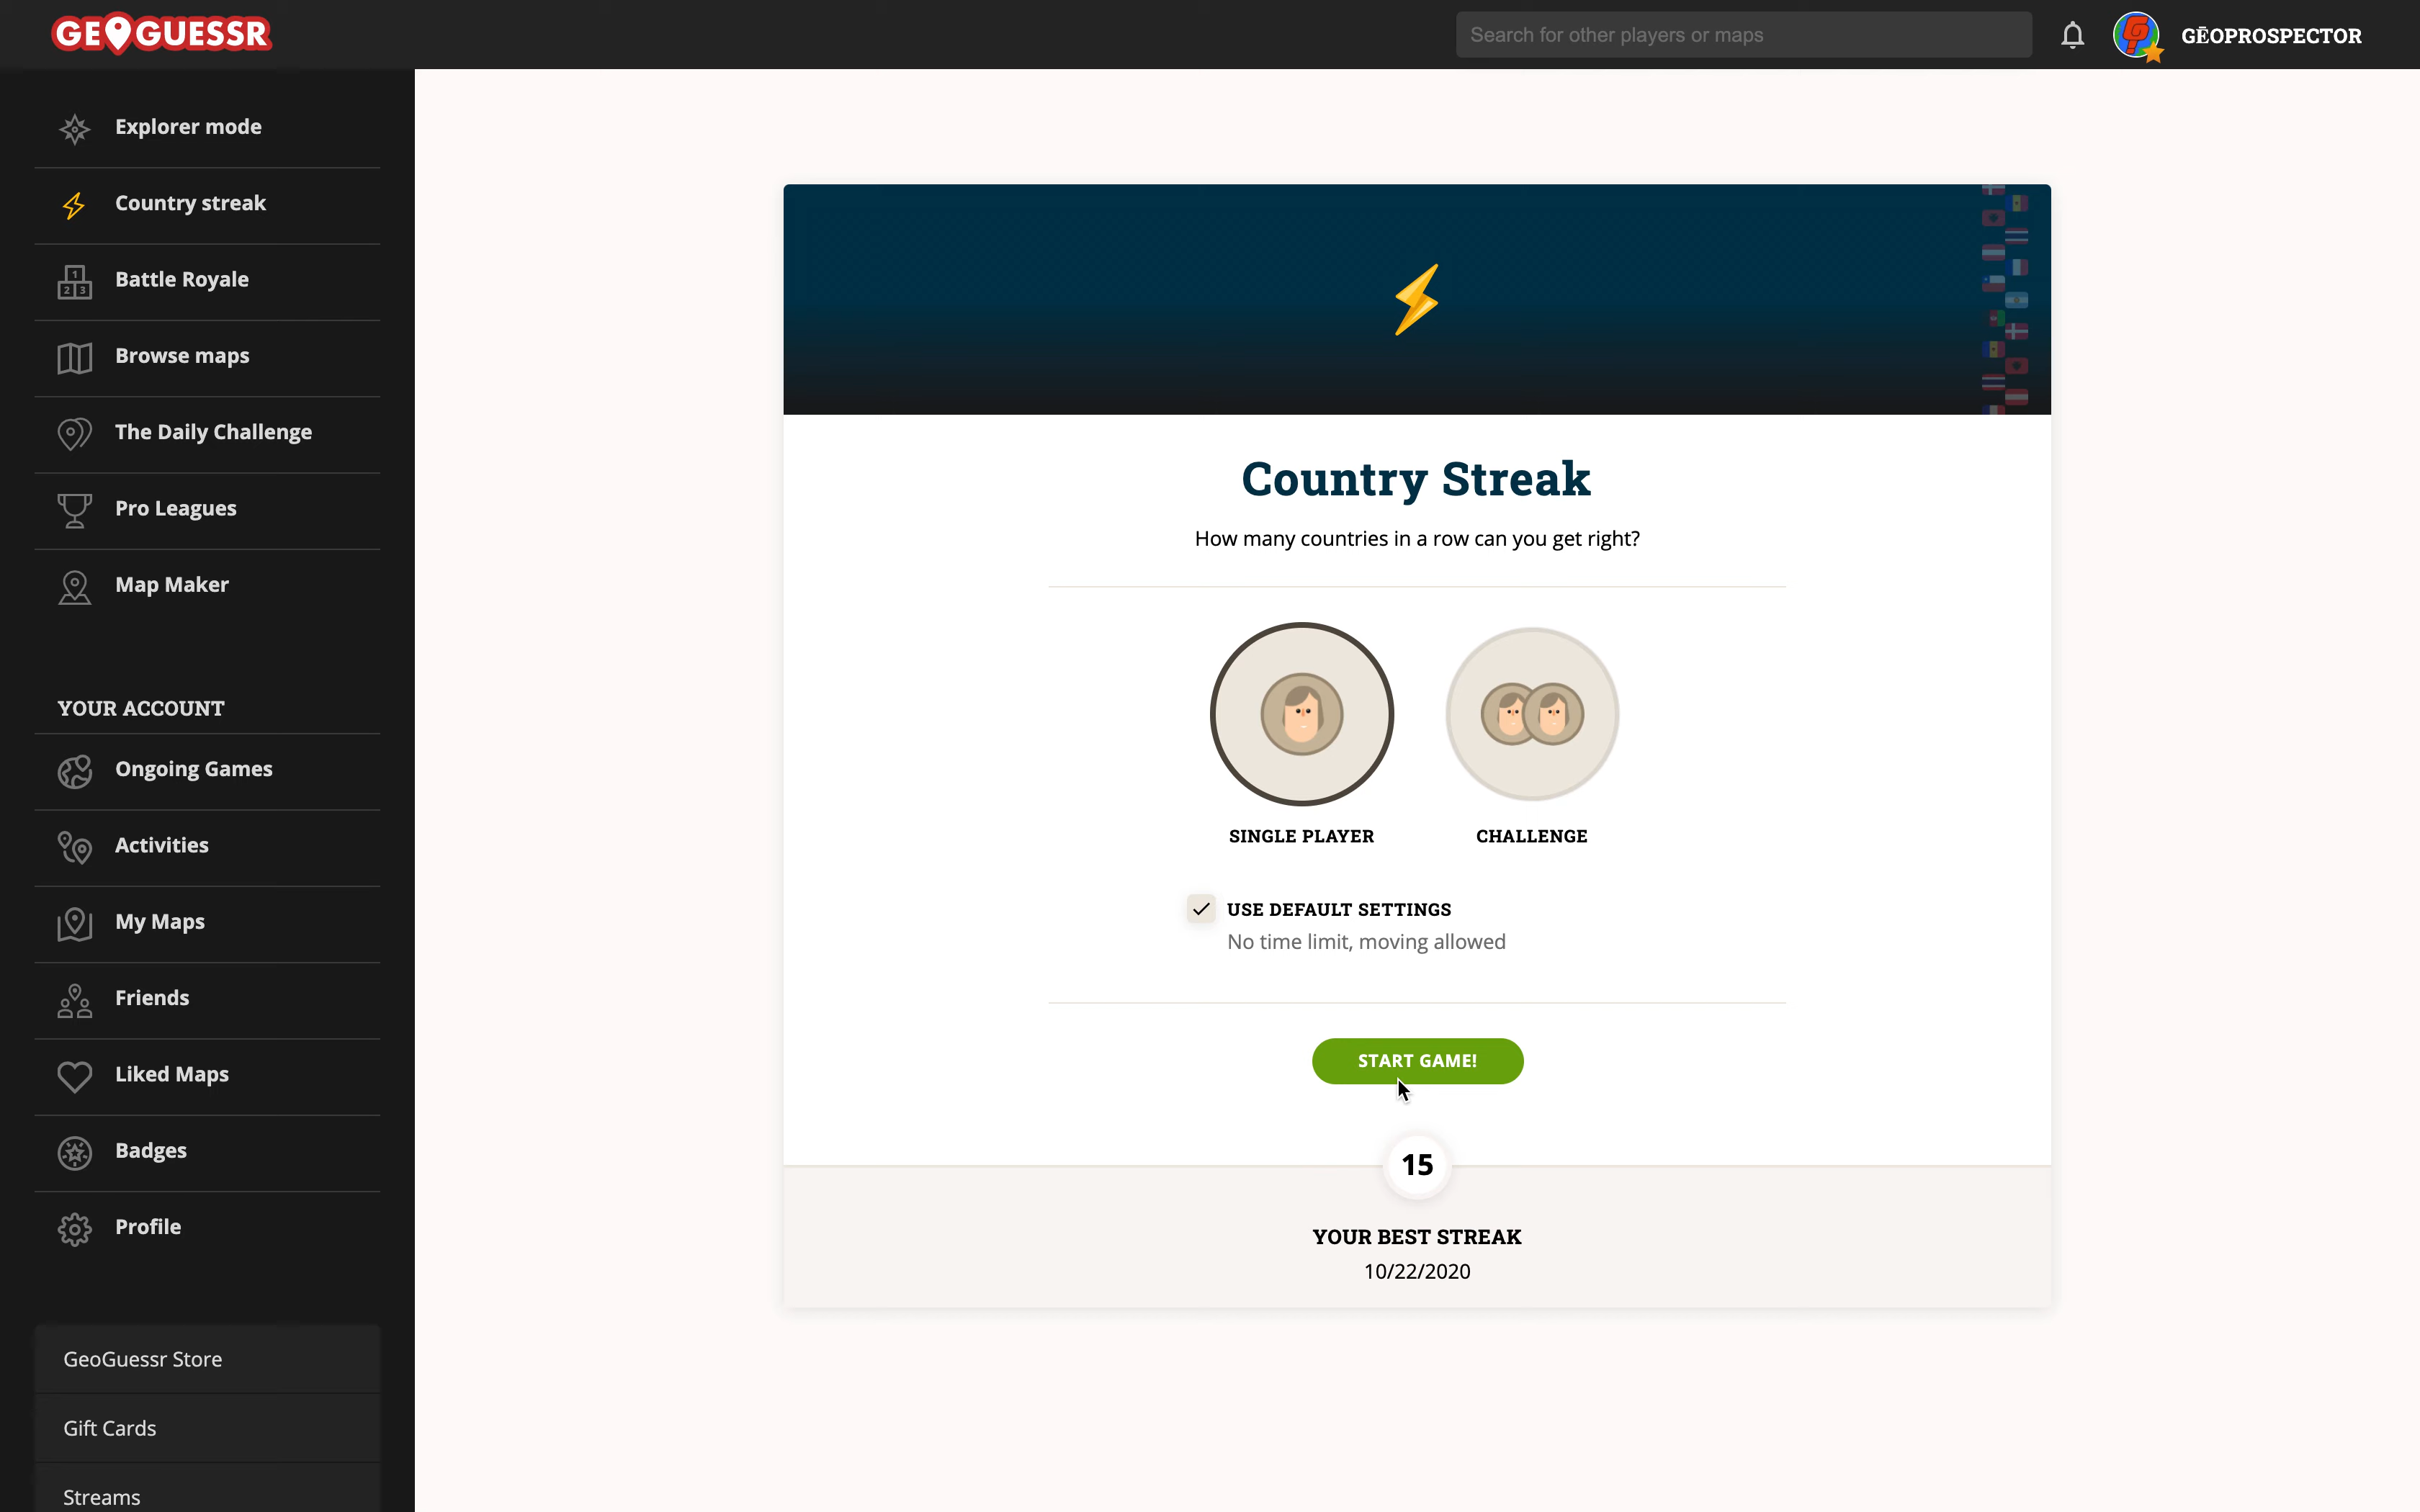 GEOGUESSR
Search for other players or maps
GĒOPROSPECTOR
Explorer mode
Country streak
Battle Royale
Browse maps
The Daily Challenge
Pro Leagues
Map Maker
YOUR ACCOUNT
Ongoing Games
Activities
My Maps
Friends
Liked Maps
Badges
Profile
GeoGuessr Store
Gift Cards
Streams
Country Streak
How many countries in a row can you get right?
SINGLE PLAYER
CHALLENGE
USE DEFAULT SETTINGS
No time limit, moving allowed
START GAME!
15
YOUR BEST STREAK
10/22/2020